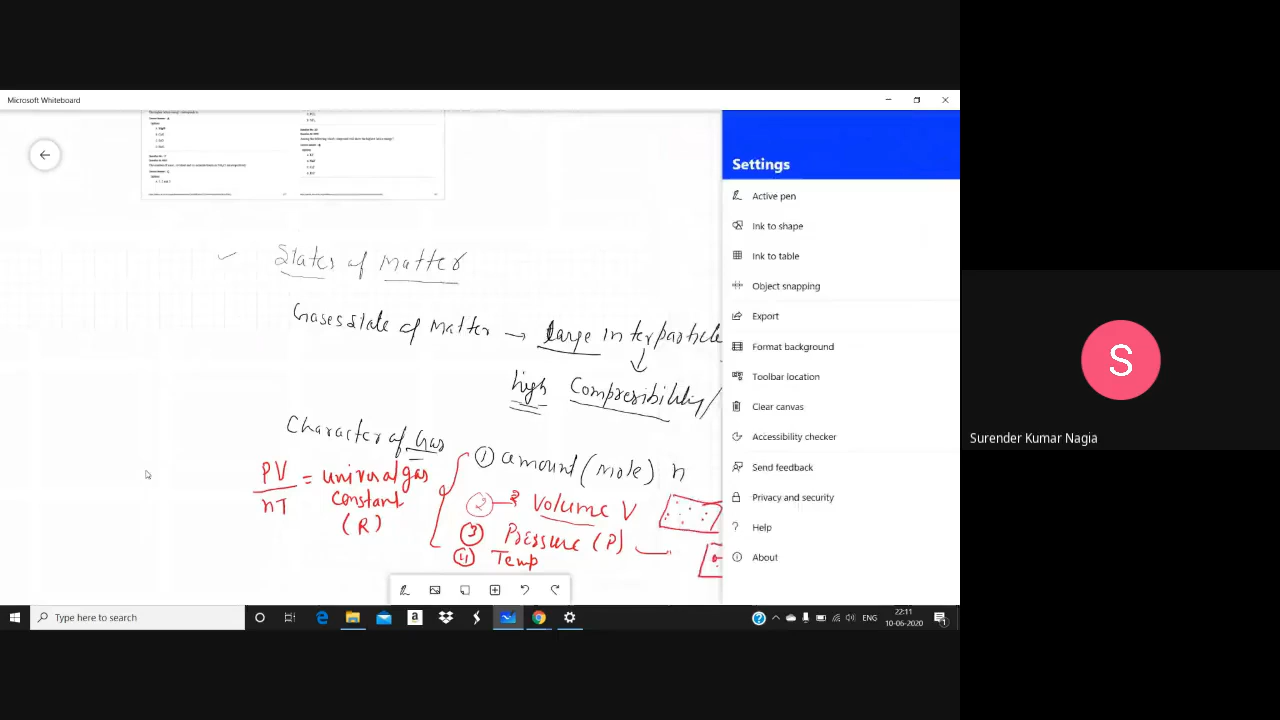 Microsoft Whiteboard
Settings
Active pen
Ink to shape
Ink to table
Object snapping
Export
Format background
Toolbar location
Clear canvas
Accessibility checker
Send feedback
Privacy and security
Help
About
States of Matter
Gases State of Matter → large interparticle
↓
high Compressibility/
Character of Gas
① amount (mole) n
② → Volume V
③ Pressure (P)
④ Temp
PV
nT
= univeral gas
constant
(R)
S
Surender Kumar Nagia
Type here to search
ENG
22:11
10-06-2020